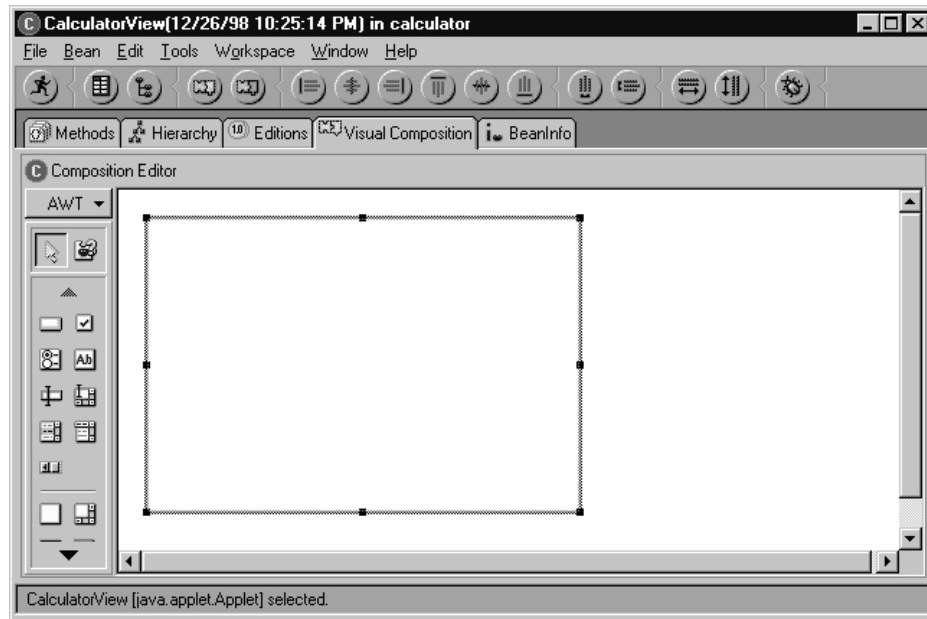 CalculatorView(12/26/98 10:25:14 PM) in calculator
File Bean Edit Tools Workspace Window Help
Methods Hierarchy Editions Visual Composition BeanInfo
Composition Editor
AWT
Ab
CalculatorView [java.applet.Applet] selected.